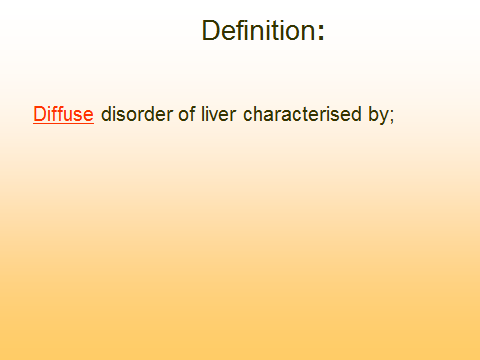 Definition:
Diffuse disorder of liver characterised by;